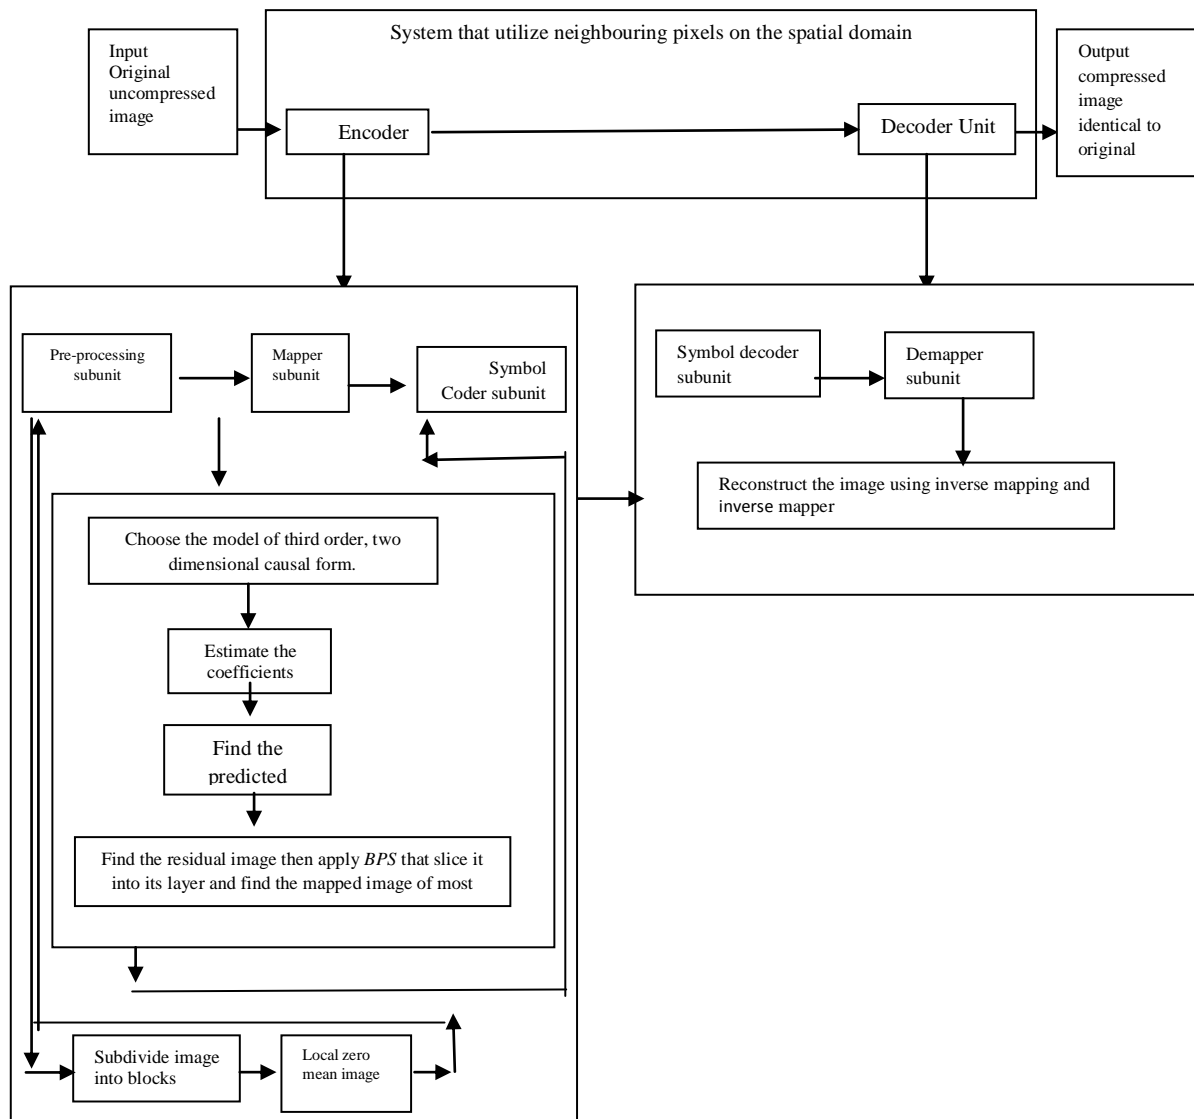 System that utilize neighbouring pixels on the spatial domain
Input
Original
uncompressed
image
Encoder
Decoder Unit
Output
compressed
image
identical to
original
Pre-processing
subunit
Mapper
subunit
Symbol
Coder subunit
Choose the model of third order, two
dimensional causal form.
Estimate the
coefficients
Find the
predicted
Find the residual image then apply BPS that slice it
into its layer and find the mapped image of most
Subdivide image
into blocks
Local zero
mean image
Symbol decoder
subunit
Demapper
subunit
Reconstruct the image using inverse mapping and
inverse mapper